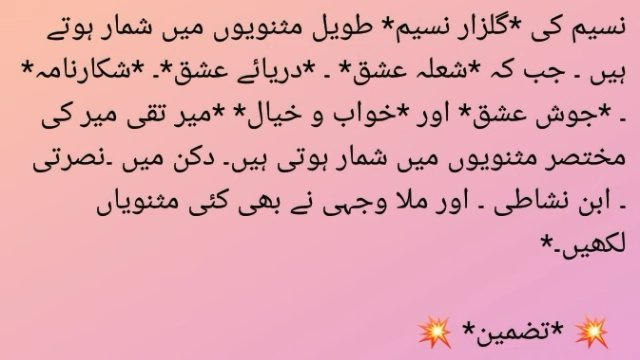 نسیم کی *گلزار نسیم* طویل مثنویوں میں شمار ہوتے
ہیں ۔ جب کہ *شعلہ عشق* ۔ *دریائے عشق*۔ *شکارنامہ*
۔ *جوش عشق* اور *خواب و خیال* *میر تقی میر کی
مختصر مثنویوں میں شمار ہوتی ہیں۔ دکن میں ۔نصرتی
۔ ابن نشاطی ۔ اور ملا وجہی نے بھی کئی مثنویاں
لکھیں۔*
💥 *تضمین* 💥